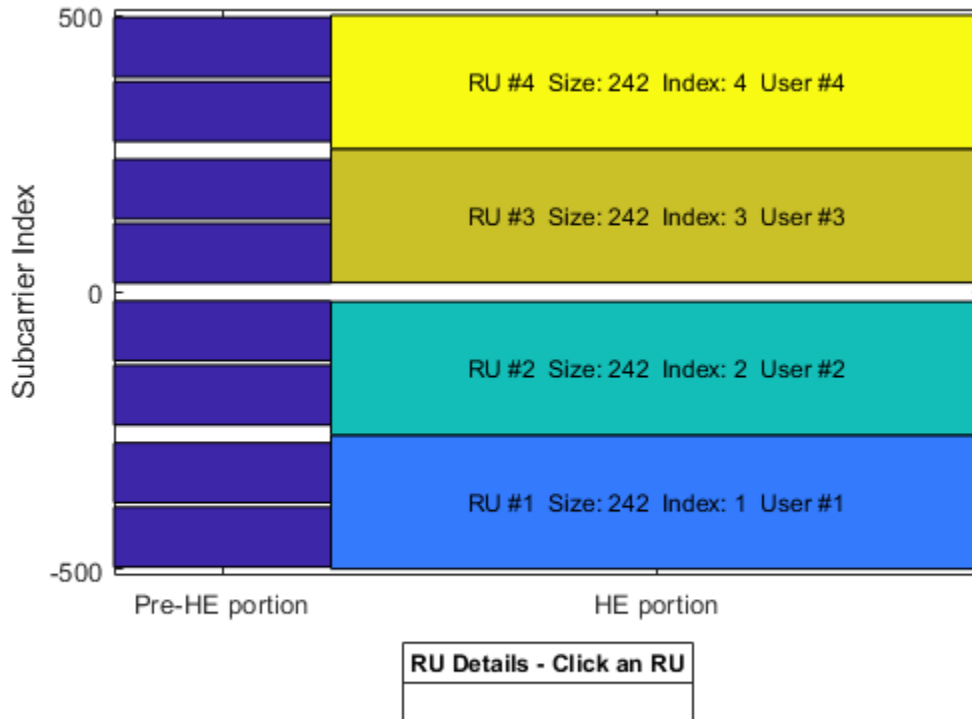 500
RU #4 Size: 242 Index: 4 User #4
RU #3 Size: 242 Index: 3 User #3
Subcarrier Index
0
RU #2 Size: 242 Index: 2 User #2
RU #1 Size: 242 Index: 1 User #1
-500
Pre-HE portion
HE portion
RU Details - Click an RU